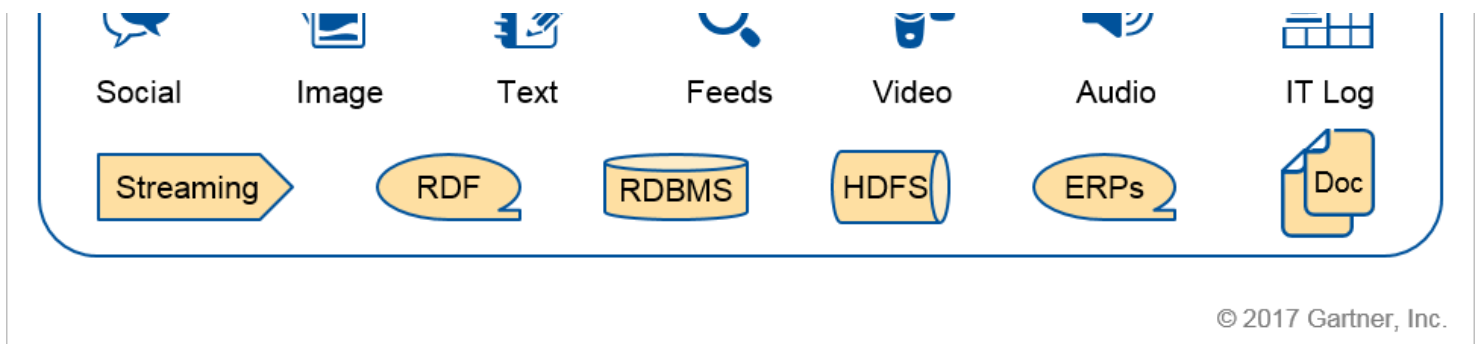 Social Image Text Feeds Video Audio IT Log
Streaming RDF RDBMS HDFS ERPs Doc
© 2017 Gartner, Inc.